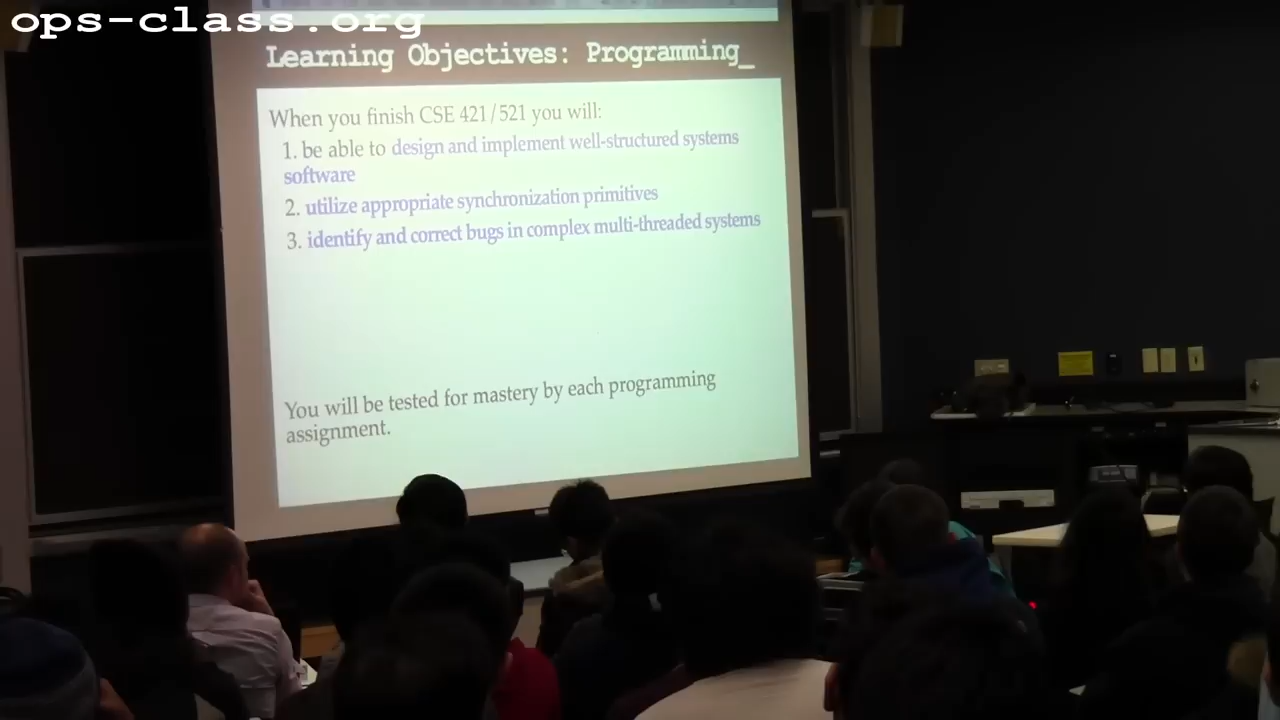 ops-class.org
Learning Objectives: Programming_
When you finish CSE 421/521 you will:
1. be able to design and implement well-structured systems
software
2. utilize appropriate synchronization primitives
3. identify and correct bugs in complex multi-threaded systems
You will be tested for mastery by each programming
assignment.